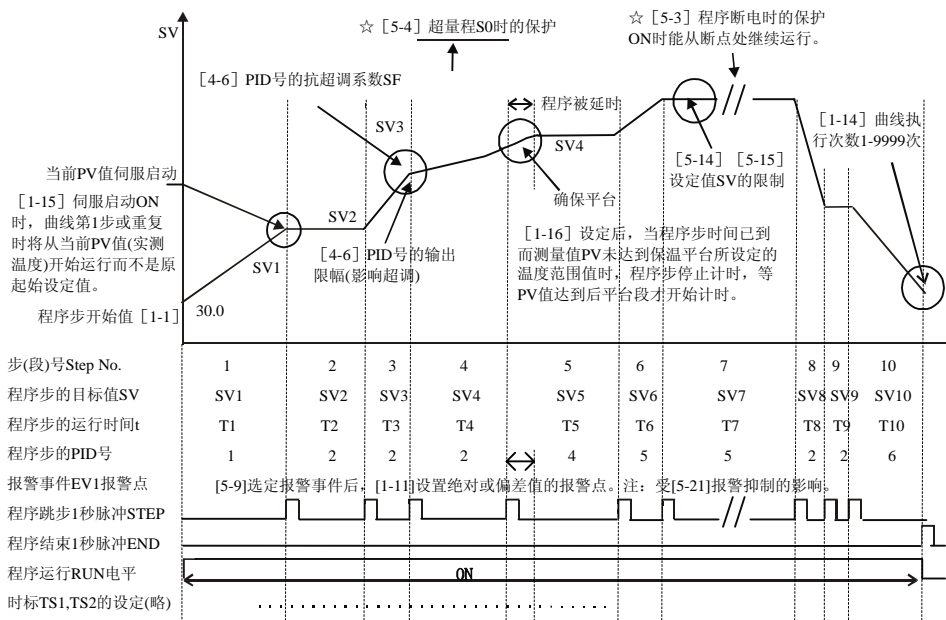 SV
☆［5-4］超量程S0时的保护
☆［5-3］程序断电时的保护
ON时能从断点处继续运行。
［4-6］PID号的抗超调系数SF
程序被延时
［1-14］曲线执
行次数1-9999次
SV3
SV4
［5-14］［5-15］
设定值SV的限制
当前PV值伺服启动
确保平台
［1-15］伺服启动ON
时，曲线第1步或重复
时将从当前PV值(实测
温度)开始运行而不是原
起始设定值。
SV2
SV1
［4-6］PID号的输出
限幅(影响超调)
［1-16］设定后，当程序步时间已到
而测量值PV未达到保温平台所设定的
温度范围值时，程序步停止计时，等
PV值达到后平台段才开始计时。
程序步开始值［1-1］
30.0
步(段)号Step No. 1 2 3 4 5 6 7 8 9 10
程序步的目标值SV SV1 SV2 SV3 SV4 SV5 SV6 SV7 SV8 SV9 SV10
程序步的运行时间t T1 T2 T3 T4 T5 T6 T7 T8 T9 T10
程序步的PID号 1 2 2 2 4 5 5 2 2 6
报警事件EV1报警点 [5-9]选定报警事件后，[1-11]设置绝对或偏差值的报警点。注：受[5-21]报警抑制的影响。
程序跳步1秒脉冲STEP
程序结束1秒脉冲END
程序运行RUN电平 ON
时标TS1,TS2的设定(略)